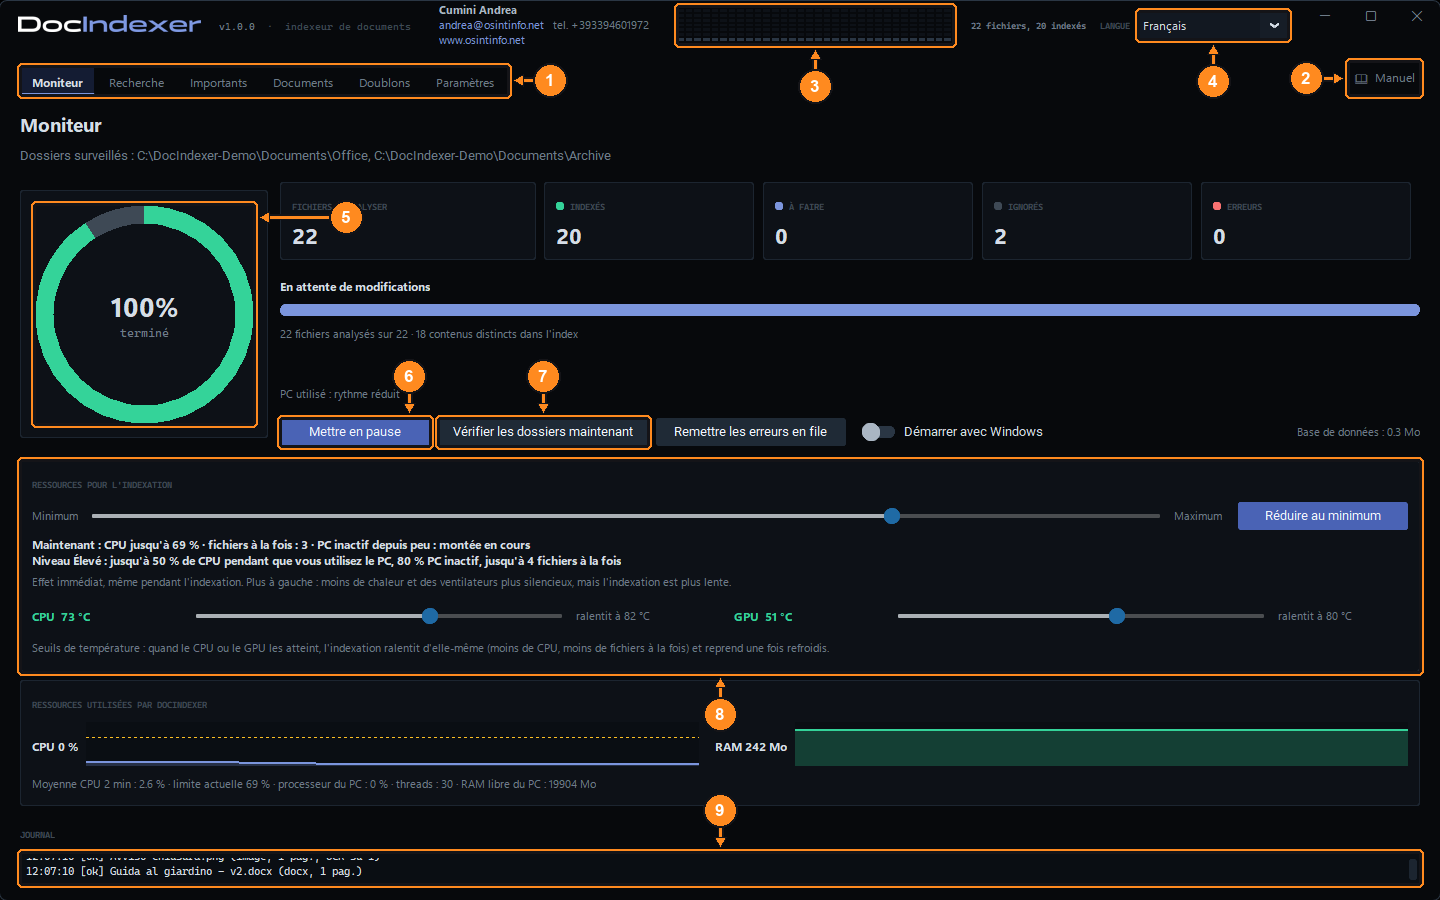 DocIndexer v1.0.0 · indexeur de documents
Cumini Andrea
andrea@osintinfo.net tel. +393394601972
www.osintinfo.net
22 fichiers, 20 indexés LANGUE Français
1
2
3
4
Moniteur Recherche Importants Documents Doublons Paramètres
Manuel
Moniteur
Dossiers surveillés : C:\DocIndexer-Demo\Documents\Office, C:\DocIndexer-Demo\Documents\Archive
5
100%
terminé
FICHIERS LYSER
22
INDEXÉS
20
À FAIRE
0
IGNORÉS
2
ERREURS
0
En attente de modifications
22 fichiers analysés sur 22 · 18 contenus distincts dans l'index
6
7
PC utilisé : rythme réduit
Mettre en pause Vérifier les dossiers maintenant Remettre les erreurs en file Démarrer avec Windows Base de données : 0.3 Mo
RESSOURCES POUR L'INDEXATION
Minimum Maximum Réduire au minimum
Maintenant : CPU jusqu'à 69 % · fichiers à la fois : 3 · PC inactif depuis peu : montée en cours
Niveau Élevé : jusqu'à 50 % de CPU pendant que vous utilisez le PC, 80 % PC inactif, jusqu'à 4 fichiers à la fois
Effet immédiat, même pendant l'indexation. Plus à gauche : moins de chaleur et des ventilateurs plus silencieux, mais l'indexation est plus lente.
CPU 73 °C ralentit à 82 °C GPU 51 °C ralentit à 80 °C
Seuils de température : quand le CPU ou le GPU les atteint, l'indexation ralentit d'elle-même (moins de CPU, moins de fichiers à la fois) et reprend une fois refroidis.
8
RESSOURCES UTILISÉES PAR DOCINDEXER
CPU 0 % RAM 242 Mo
Moyenne CPU 2 min : 2.6 % · limite actuelle 69 % · processeur du PC : 0 % · threads : 30 · RAM libre du PC : 19904 Mo
9
JOURNAL
12:07:10 [ok] Guida al giardino - v2.docx (docx, 1 pag.)